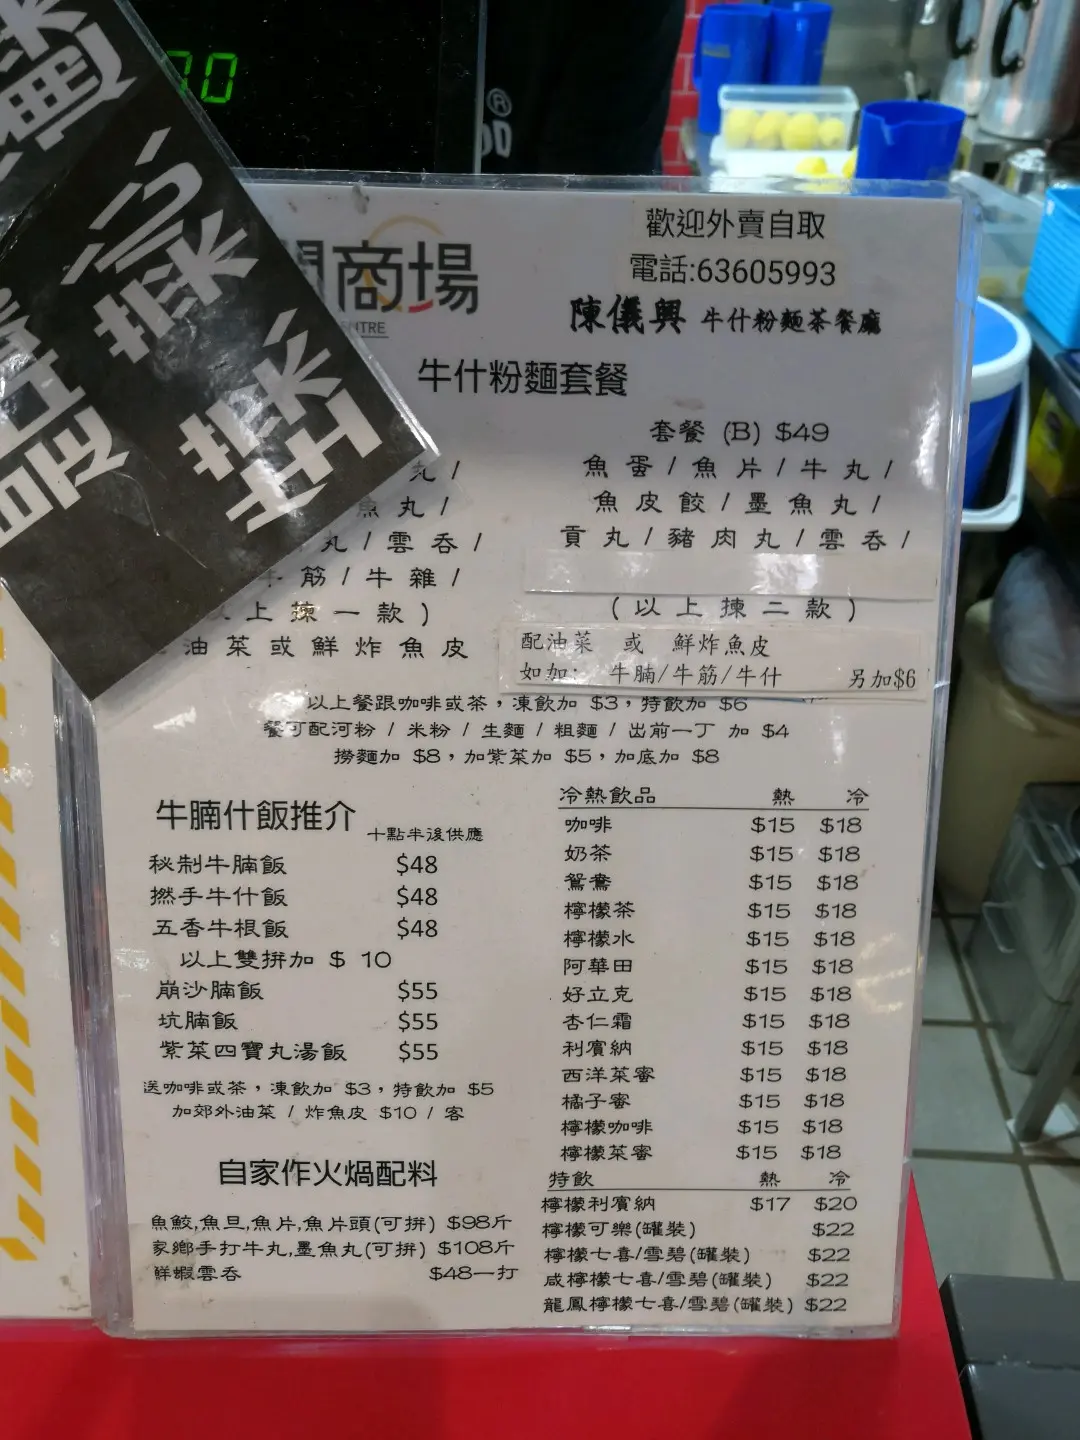 00
®
商場
NTRE
歡迎外賣自取
電話:63605993
陳儀興 牛什粉麵茶餐廳
牛什粉麵套餐
丸 /
魚丸 /
丸 / 雲吞 /
筋 / 牛雜 /
上揀一款)
油菜或鮮炸魚皮
套餐 (B) $49
魚蛋 / 魚片 / 牛丸 /
魚皮餃 / 墨魚丸 /
貢丸 / 豬肉丸 / 雲吞 /
(以上揀二款)
配油菜 或 鮮炸魚皮
如加: 牛腩/牛筋/牛什 另加$6
以上餐跟咖啡或茶,凍飲加 $3,特飲加 $6
餐可配河粉 / 米粉 / 生麵 / 粗麵 / 出前一丁 加 $4
撈麵加 $8,加紫菜加 $5,加底加 $8
牛腩什飯推介 十點半後供應
秘制牛腩飯 $48
撚手牛什飯 $48
五香牛根飯 $48
以上雙拼加 $ 10
崩沙腩飯 $55
坑腩飯 $55
紫菜四寶丸湯飯 $55
送咖啡或茶,凍飲加 $3,特飲加 $5
加郊外油菜 / 炸魚皮 $10 / 客
自家作火煱配料
魚鮫,魚旦,魚片,魚片頭(可拼) $98斤
家鄉手打牛丸,墨魚丸(可拼) $108斤
鮮蝦雲吞 $48一打
冷熱飲品 熱 冷
咖啡 $15 $18
奶茶 $15 $18
鴛鴦 $15 $18
檸檬茶 $15 $18
檸檬水 $15 $18
阿華田 $15 $18
好立克 $15 $18
杏仁霜 $15 $18
利賓納 $15 $18
西洋菜蜜 $15 $18
橘子蜜 $15 $18
檸檬咖啡 $15 $18
檸檬菜蜜 $15 $18
特飲 熱 冷
檸檬利賓納 $17 $20
檸檬可樂(罐裝) $22
檸檬七喜/雪碧(罐裝) $22
咸檸檬七喜/雪碧(罐裝) $22
龍鳳檸檬七喜/雪碧(罐裝) $22